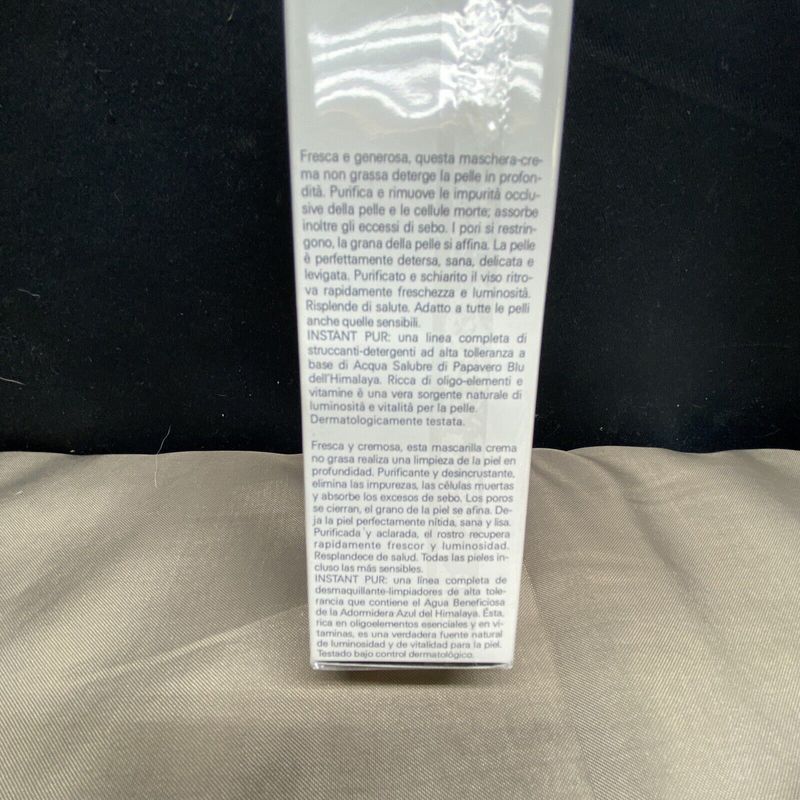 Fresca e generosa, questa maschera-cre-
ma non grassa deterge la pelle in profon-
dità. Purifica e rimuove le impurità occlu-
sive della pelle e le cellule morte; assorbe
inoltre gli eccessi di sebo. I pori si restrin-
gono, la grana della pelle si affina. La pelle
è perfettamente detersa, sana, delicata e
levigata. Purificato e schiarito il viso ritro-
va rapidamente freschezza e luminosità.
Risplende di salute. Adatto a tutte le pelli
anche quelle sensibili.
INSTANT PUR: una linea completa di
struccanti-detergenti ad alta tolleranza a
base di Acqua Salubre di Papavero Blu
dell'Himalaya. Ricca di oligo-elementi e
vitamine è una vera sorgente naturale di
luminosità e vitalità per la pelle.
Dermatologicamente testata.
Fresca y cremosa, esta mascarilla crema
no grasa realiza una limpieza de la piel en
profundidad. Purificante y desincrustante,
elimina las impurezas, las células muertas
y absorbe los excesos de sebo. Los poros
se cierran, el grano de la piel se afina. De-
ja la piel perfectamente nítida, sana y lisa.
Purificada y aclarada, el rostro recupera
rapidamente frescor y luminosidad.
Resplandece de salud. Todas las pieles in-
cluso las más sensibles.
INSTANT PUR: una línea completa de
desmaquillante-limpiadores de alta tole-
rancia que contiene el Agua Beneficiosa
de la Adormidera Azul del Himalaya. Ésta,
rica en oligoelementos esenciales y en vi-
taminas, es una verdadera fuente natural
de luminosidad y de vitalidad para la piel.
Testado bajo control dermatológico.